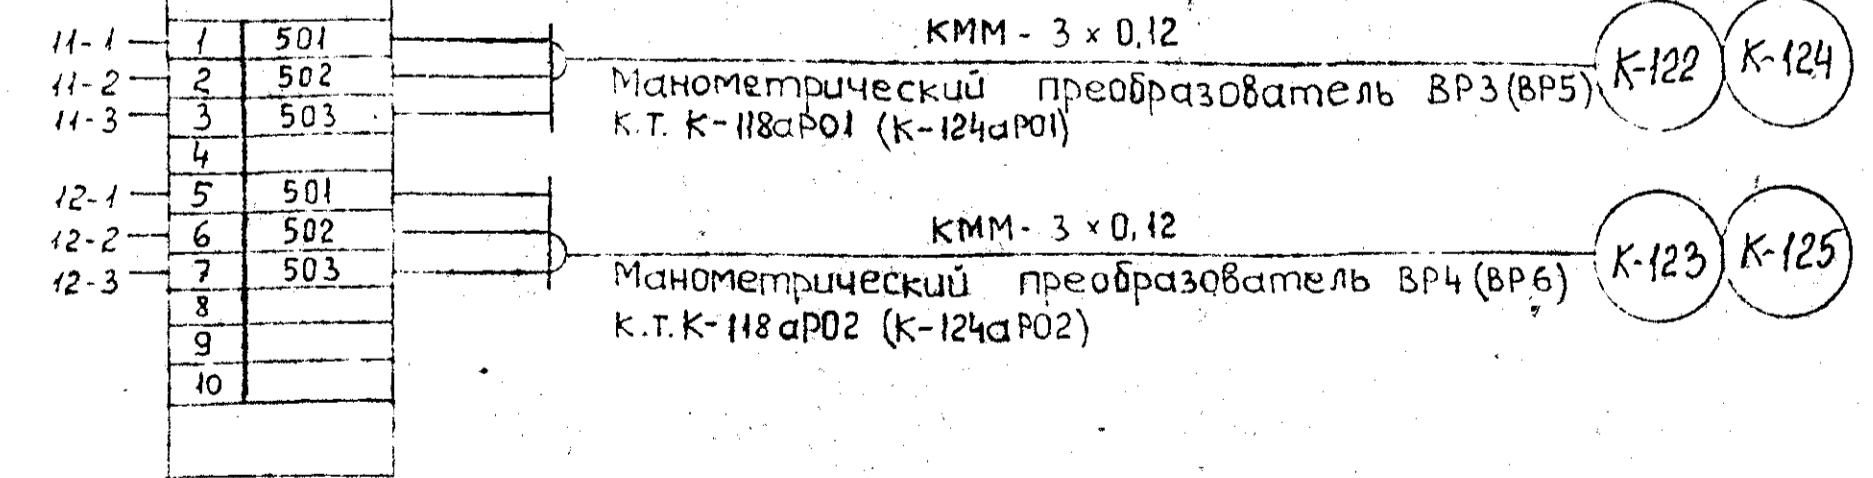 11-1 1 501 КММ - 3 × 0,12 К-122 К-124
11-2 2 502 Манометрический преобразователь ВР3 (ВР5)
11-3 3 503 К.Т. К-118аР01 (К-124аР01)
4
12-1 5 501
12-2 6 502 КММ - 3 × 0,12 К-123 К-125
12-3 7 503 Манометрический преобразователь ВР4 (ВР6)
8 К.Т. К-118аР02 (К-124аР02)
9
10